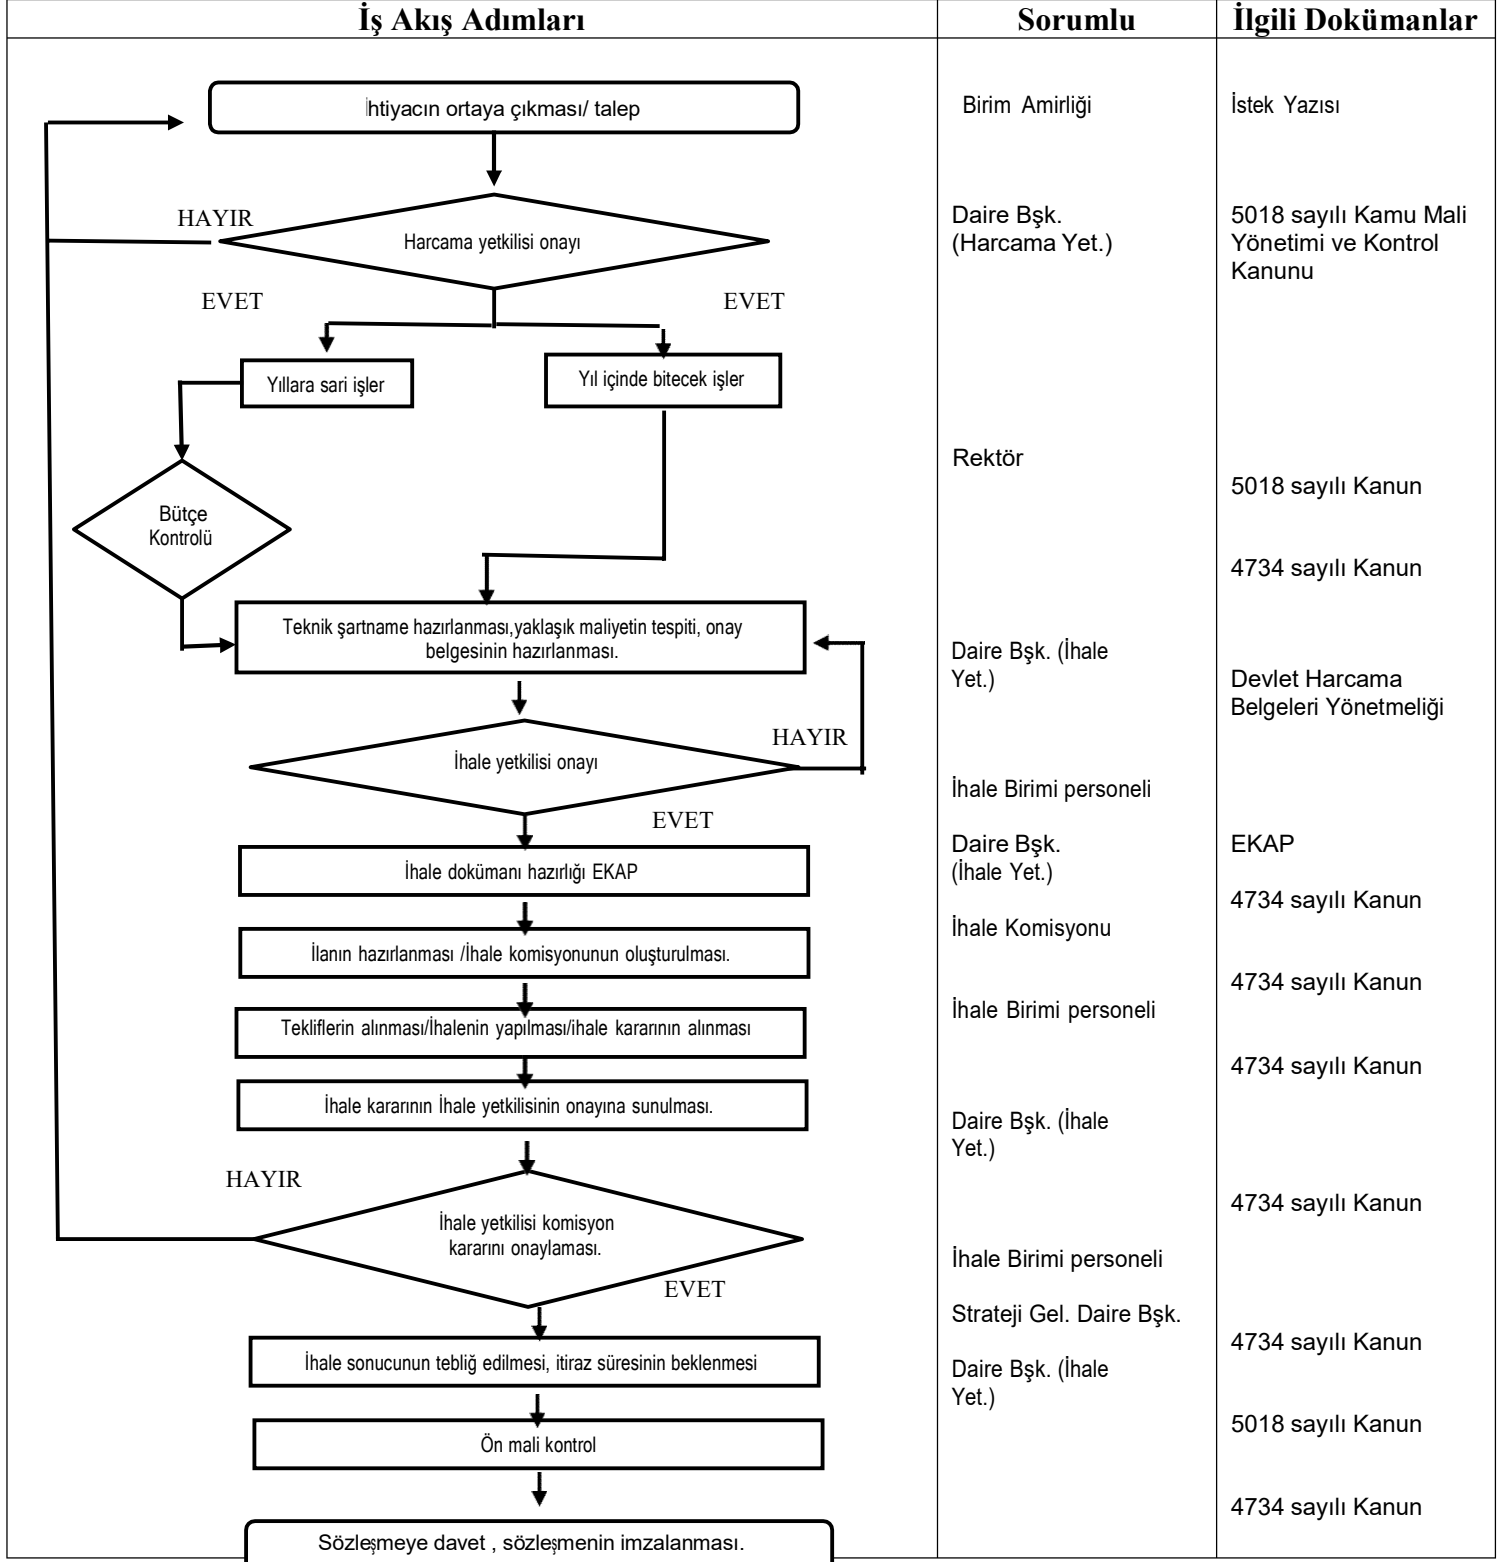 İş Akış Adımları
Sorumlu
İlgili Dokümanlar
İhtiyacın ortaya çıkması/ talep
Birim Amirliği
İstek Yazısı
HAYIR
Harcama yetkilisi onayı
Daire Bşk.
(Harcama Yet.)
5018 sayılı Kamu Mali
Yönetimi ve Kontrol
Kanunu
EVET
EVET
Yıllara sari işler
Yıl içinde bitecek işler
Rektör
5018 sayılı Kanun
Bütçe
Kontrolü
4734 sayılı Kanun
Teknik şartname hazırlanması,yaklaşık maliyetin tespiti, onay
belgesinin hazırlanması.
Daire Bşk. (İhale
Yet.)
Devlet Harcama
Belgeleri Yönetmeliği
HAYIR
İhale yetkilisi onayı
İhale Birimi personeli
EVET
Daire Bşk.
(İhale Yet.)
EKAP
İhale dokümanı hazırlığı EKAP
4734 sayılı Kanun
İhale Komisyonu
İlanın hazırlanması /İhale komisyonunun oluşturulması.
4734 sayılı Kanun
İhale Birimi personeli
Tekliflerin alınması/İhalenin yapılması/ihale kararının alınması
4734 sayılı Kanun
İhale kararının İhale yetkilisinin onayına sunulması.
Daire Bşk. (İhale
Yet.)
HAYIR
4734 sayılı Kanun
İhale yetkilisi komisyon
kararını onaylaması.
İhale Birimi personeli
EVET
Strateji Gel. Daire Bşk.
4734 sayılı Kanun
İhale sonucunun tebliğ edilmesi, itiraz süresinin beklenmesi
Daire Bşk. (İhale
Yet.)
5018 sayılı Kanun
Ön mali kontrol
4734 sayılı Kanun
Sözleşmeye davet , sözleşmenin imzalanması.